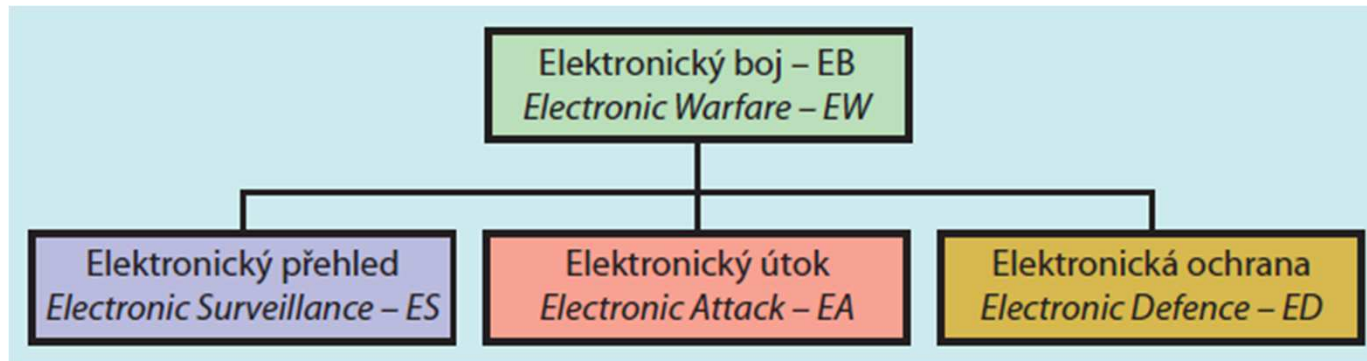 Elektronický boj – EB
Electronic Warfare – EW
Elektronický přehled
Electronic Surveillance – ES
Elektronický útok
Electronic Attack – EA
Elektronická ochrana
Electronic Defence – ED